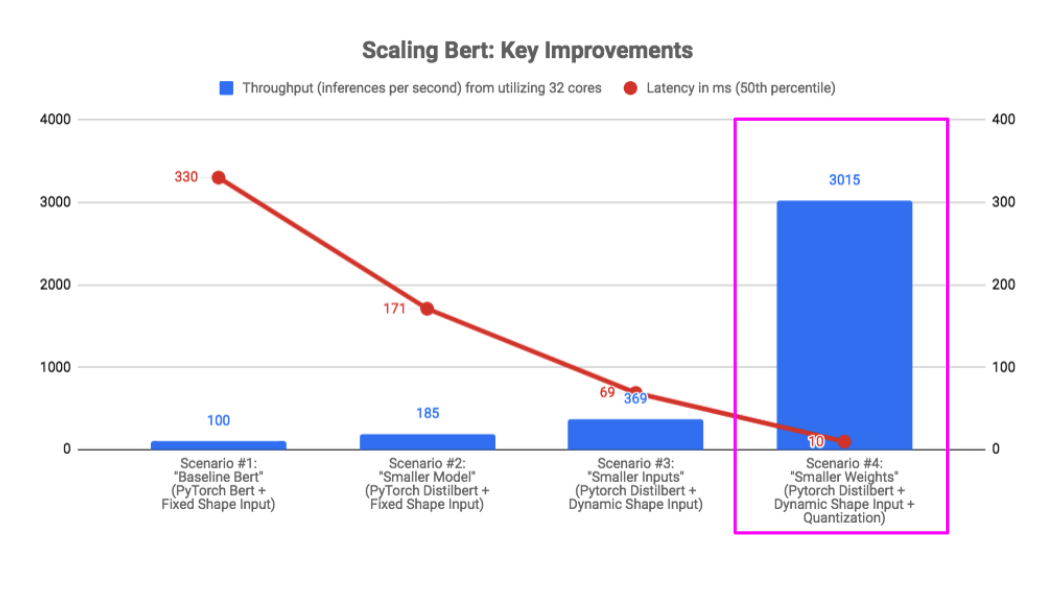 Scaling Bert: Key Improvements
Throughput (inferences per second) from utilizing 32 cores
Latency in ms (50th percentile)
4000
400
3015
330
3000
300
2000
200
171
1000
100
69
369
185
100
10
0
0
Scenario #1:
"Baseline Bert"
(PyTorch Bert +
Fixed Shape Input)
Scenario #2:
"Smaller Model"
(PyTorch Distilbert +
Fixed Shape Input)
Scenario #3:
"Smaller Inputs"
(Pytorch Distilbert +
Dynamic Shape Input)
Scenario #4:
"Smaller Weights"
(Pytorch Distilbert +
Dynamic Shape Input +
Quantization)